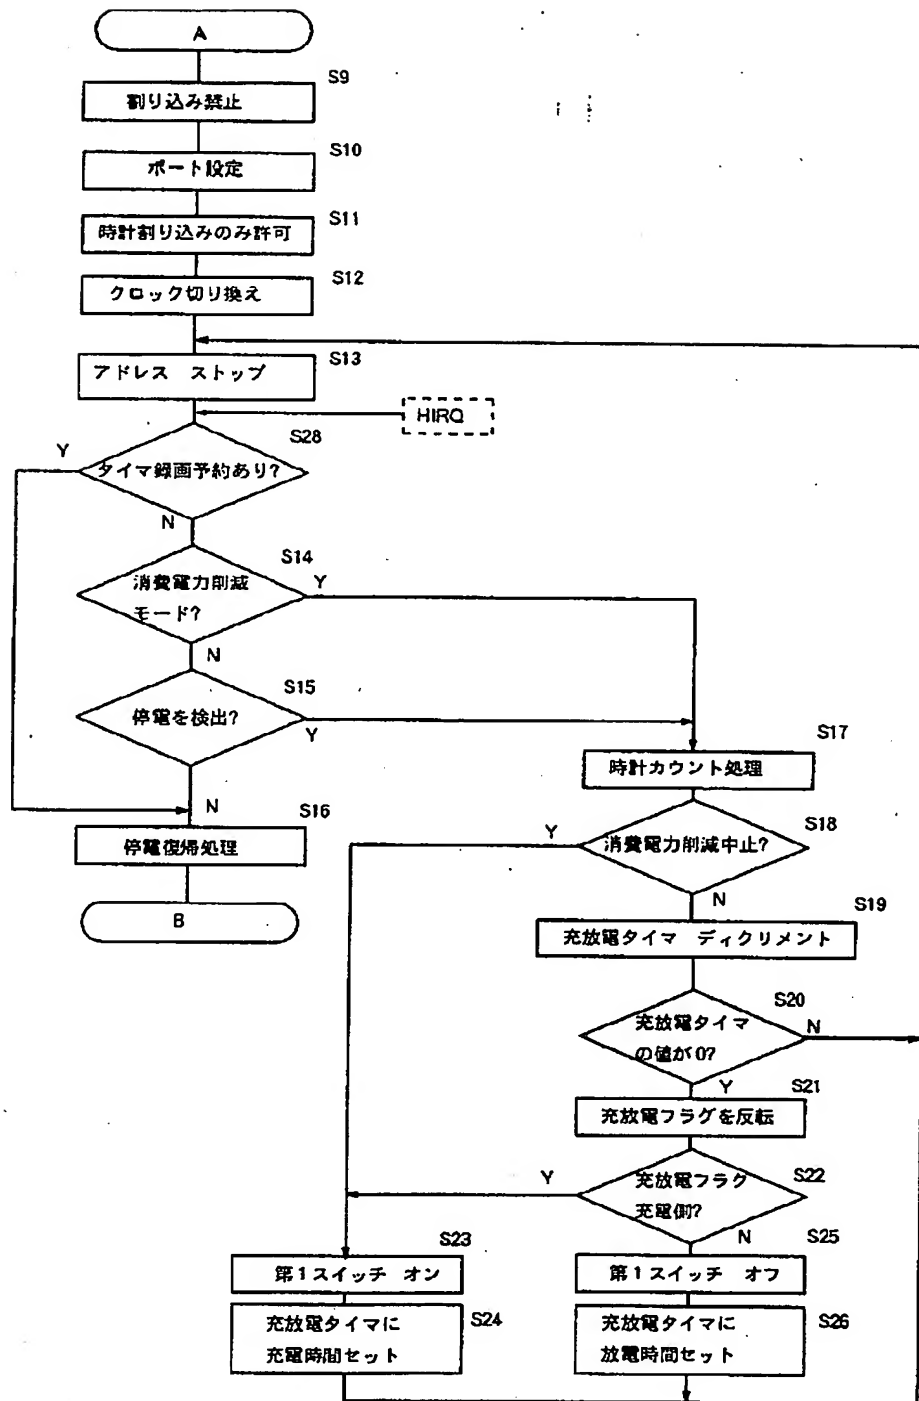 A
S9
割り込み禁止
S10
ポート設定
S11
時計割り込みのみ許可
S12
クロック切り換え
S13
アドレス ストップ
HIRQ
S28
Y
タイマ録画予約あり?
N
S14
消費電力削減
モード?
Y
N
S15
停電を検出?
Y
N
S16
停電復帰処理
B
S17
時計カウント処理
S18
Y
消費電力削減中止?
N
S19
充放電タイマ ディクリメント
S20
充放電タイマ
の値が0?
N
Y
S21
充放電フラグを反転
S22
Y
充放電フラグ
充電側?
N
S23
第1スイッチ オン
S24
充放電タイマに
充電時間セット
S25
第1スイッチ オフ
S26
充放電タイマに
放電時間セット